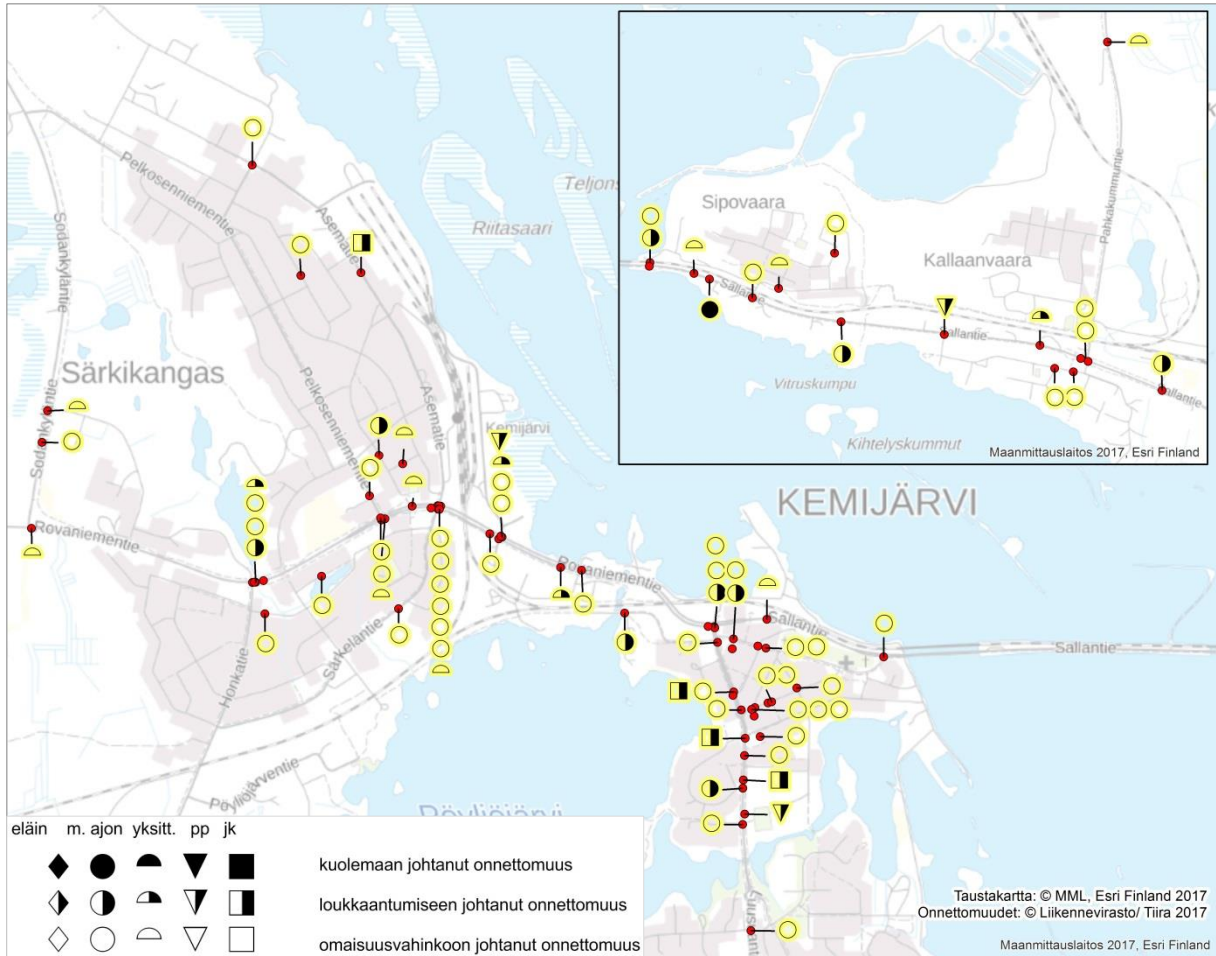 Pelkosenniementie
Asematie
Riitasaari
Sodankyläntie
Särkikangas
Pelkosenniementie
Asematie
Kemijärvi
Sodankyläntie
Rovaniementie
KEMIJÄRVI
Rovaniementie
Särkeläntie
Sallantie
Sallantie
Honkatie
Pöyliöjärventie
Pöyliöjärvi
Sipovaara
Pahkakummuntie
Kallaanvaara
Sallantie
Sallantie
Sallantie
Vitruskumpu
Kihtelyskummut
Maanmittauslaitos 2017, Esri Finland
eläin m. ajon yksitt. pp jk
kuolemaan johtanut onnettomuus
loukkaantumiseen johtanut onnettomuus
omaisuusvahinkoon johtanut onnettomuus
Taustakartta: © MML, Esri Finland 2017
Onnettomuudet: © Liikennevirasto/ Tiira 2017
Maanmittauslaitos 2017, Esri Finland